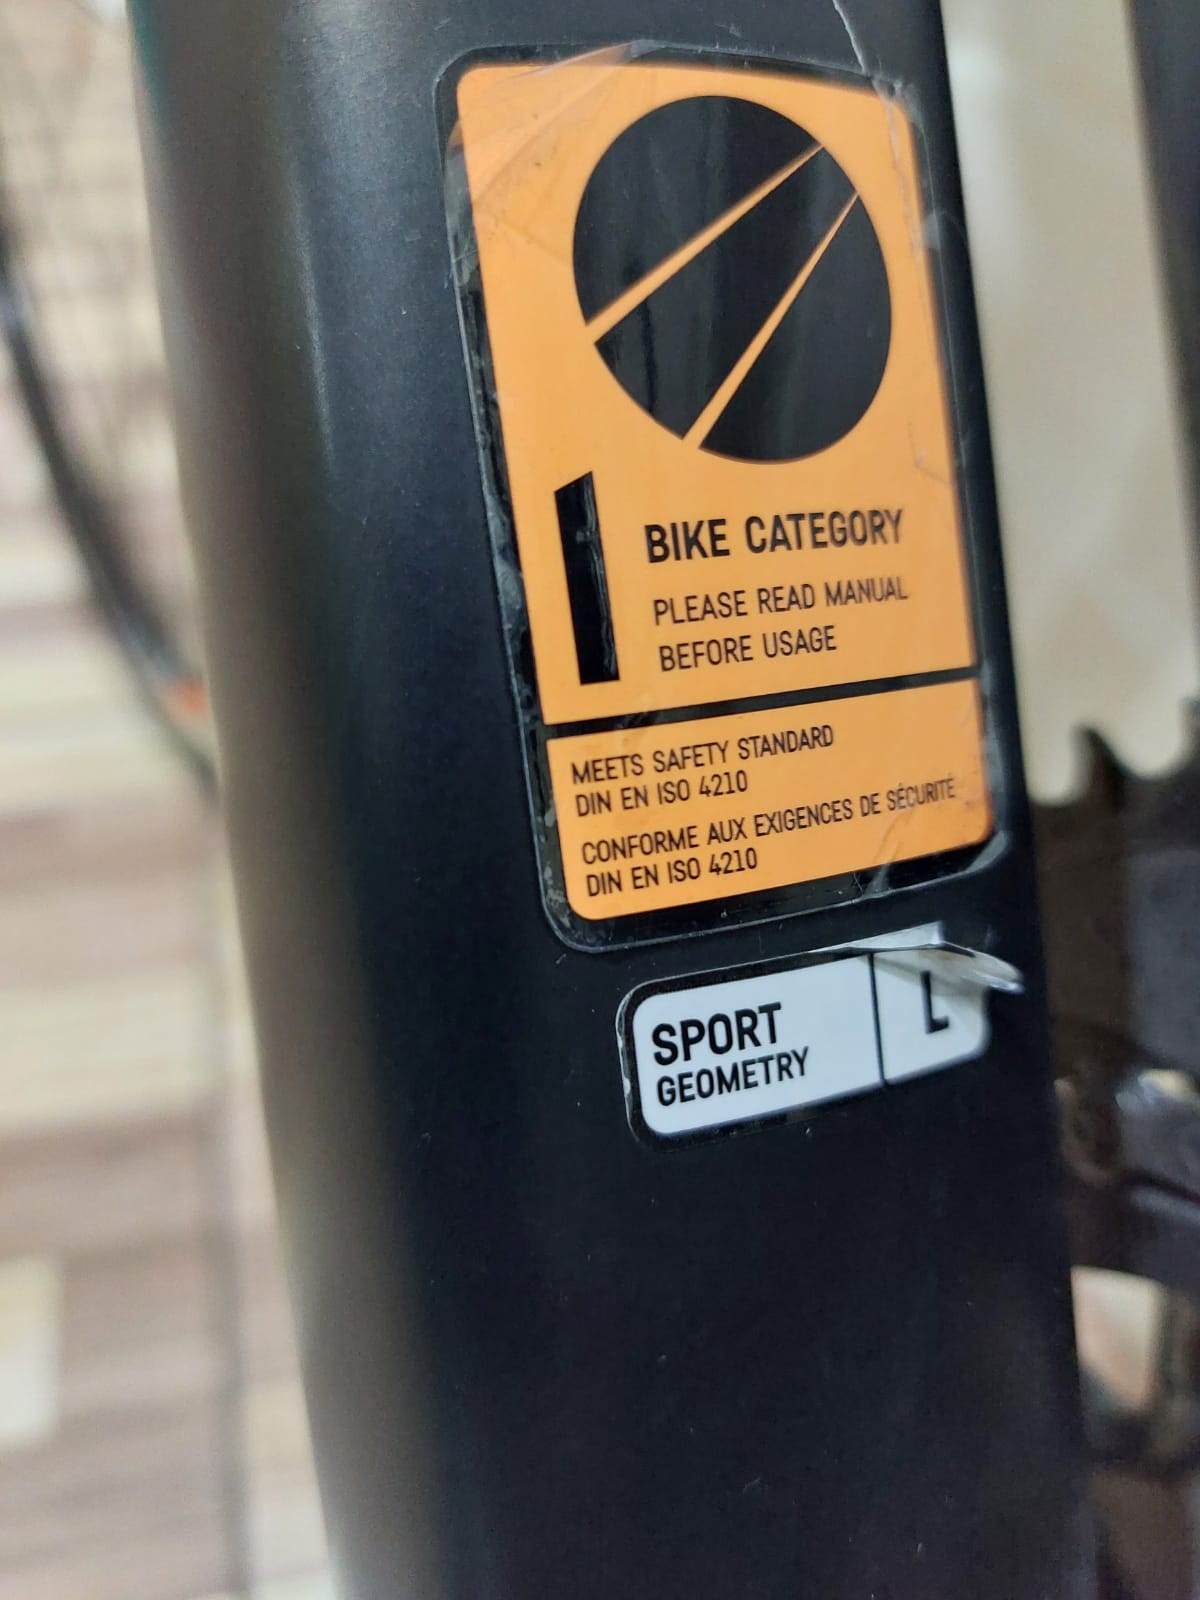 1
BIKE CATEGORY
PLEASE READ MANUAL
BEFORE USAGE
MEETS SAFETY STANDARD
DIN EN ISO 4210
CONFORME AUX EXIGENCES DE SÉCURITÉ
DIN EN ISO 4210
SPORT
GEOMETRY
L